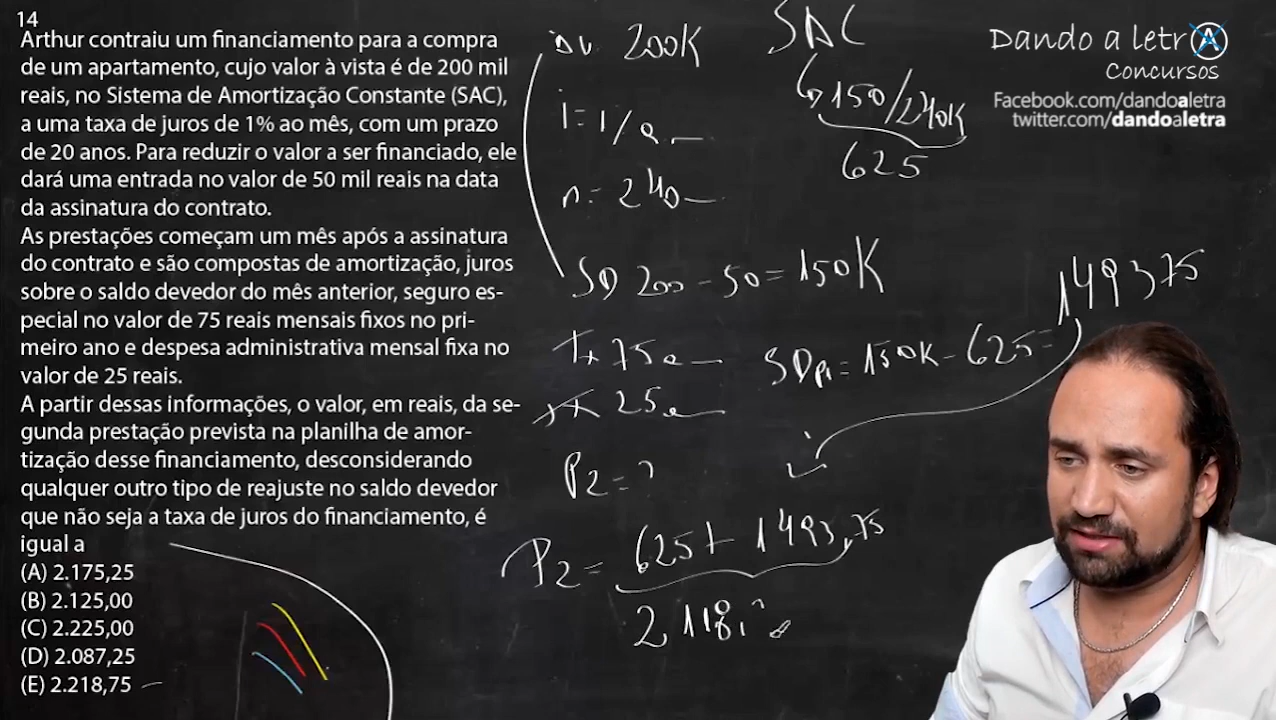 14
Arthur contraiu um financiamento para a compra
de um apartamento, cujo valor à vista é de 200 mil
reais, no Sistema de Amortização Constante (SAC),
a uma taxa de juros de 1% ao mês, com um prazo
de 20 anos. Para reduzir o valor a ser financiado, ele
dará uma entrada no valor de 50 mil reais na data
da assinatura do contrato.
As prestações começam um mês após a assinatura
do contrato e são compostas de amortização, juros
sobre o saldo devedor do mês anterior, seguro es-
pecial no valor de 75 reais mensais fixos no pri-
meiro ano e despesa administrativa mensal fixa no
valor de 25 reais.
A partir dessas informações, o valor, em reais, da se-
gunda prestação prevista na planilha de amor-
tização desse financiamento, desconsiderando
qualquer outro tipo de reajuste no saldo devedor
que não seja a taxa de juros do financiamento, é
igual a
(A) 2.175,25
(B) 2.125,00
(C) 2.225,00
(D) 2.087,25
(E) 2.218,75
200K
n= 240
SD 200 - 50 = 150K
75
25
P2 = ?
P2 = 625 + 1493,75
2118,
SAC
625
SDp1 = 150K - 625 =
149375
Dando a letrA
Concursos
Facebook.com/dandoaletra
twitter.com/dandoaletra